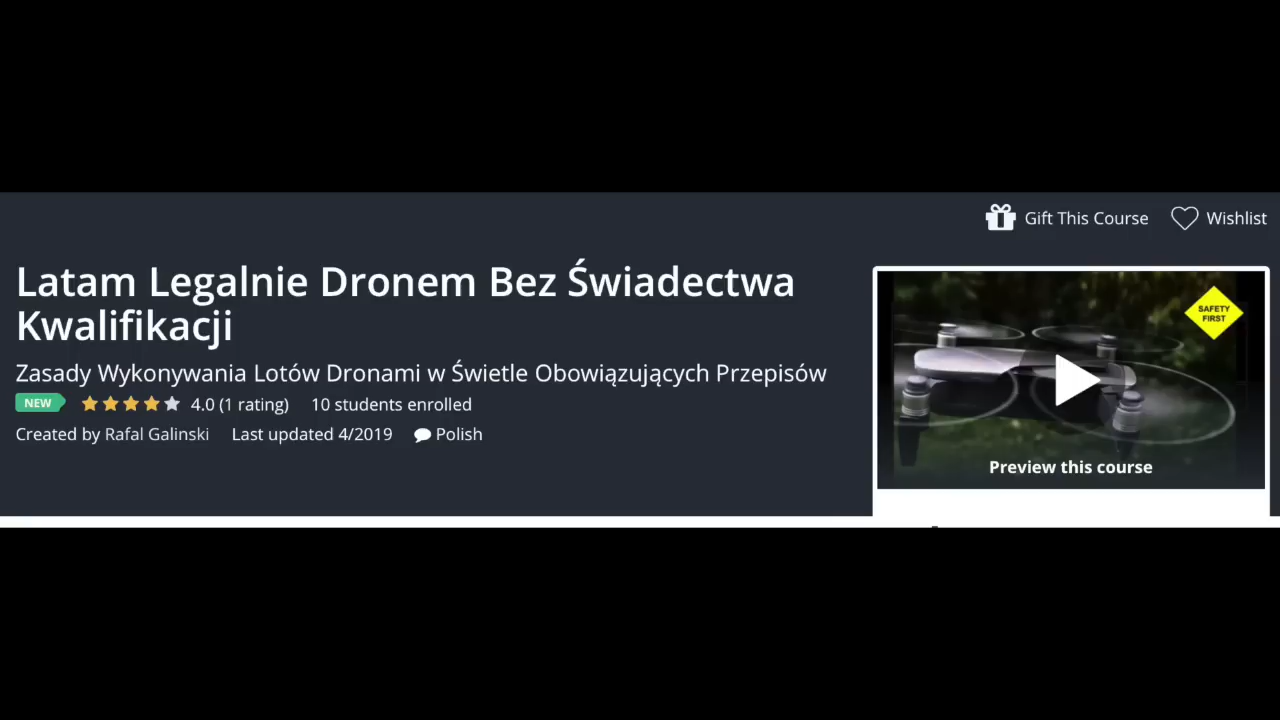 Gift This Course Wishlist
Latam Legalnie Dronem Bez Świadectwa
Kwalifikacji
Zasady Wykonywania Lotów Dronami w Świetle Obowiązujących Przepisów
NEW 4.0 (1 rating) 10 students enrolled
Created by Rafal Galinski Last updated 4/2019 Polish
SAFETY
FIRST
Preview this course